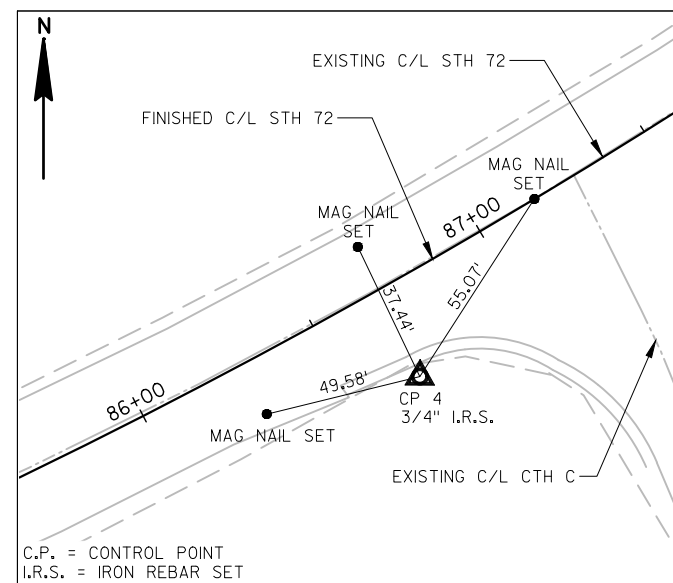 N
EXISTING C/L STH 72
FINISHED C/L STH 72
MAG NAIL
SET
MAG NAIL
SET
87+00
37.44'
55.07'
49.58'
86+00
CP 4
3/4" I.R.S.
MAG NAIL SET
EXISTING C/L CTH C
C.P. = CONTROL POINT
I.R.S. = IRON REBAR SET